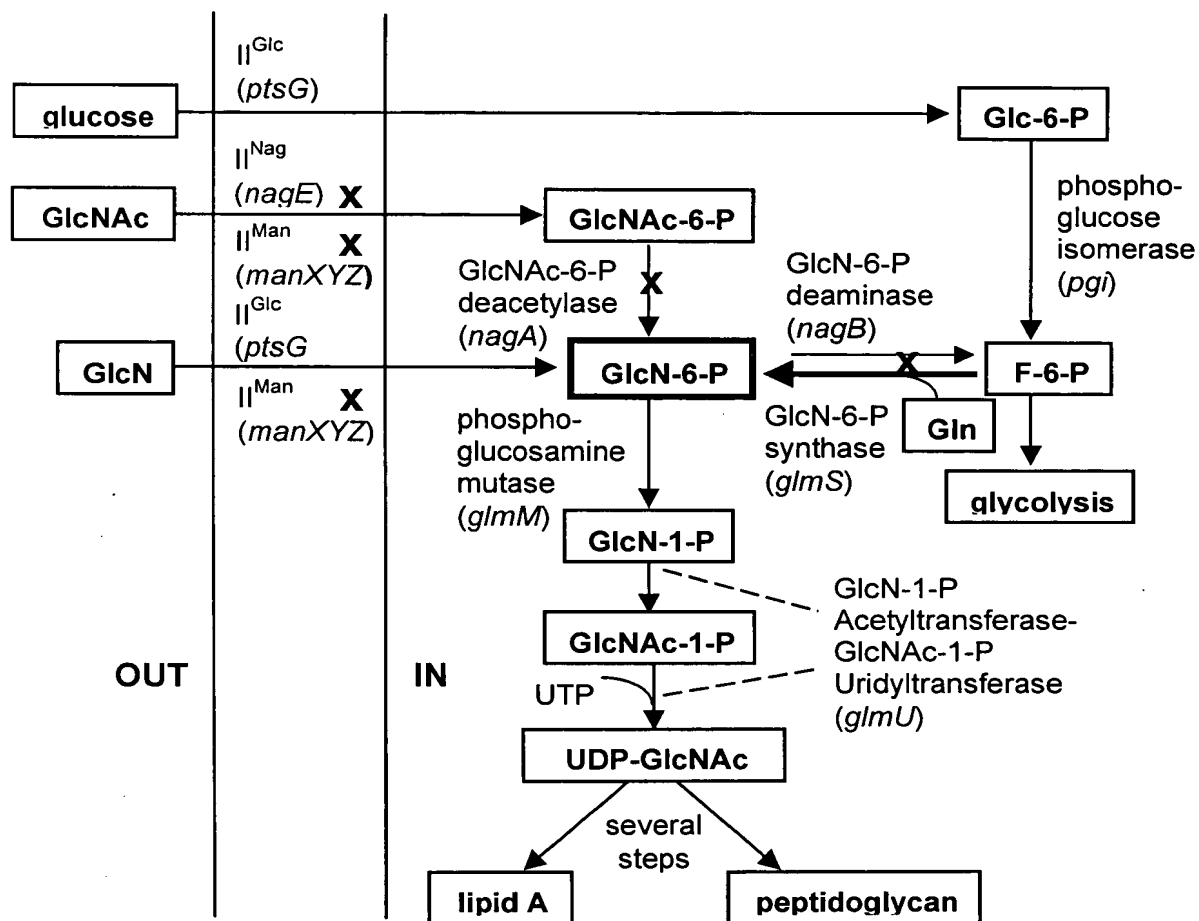 II^Glc
(ptsG)
glucose
Glc-6-P
II^Nag
(nagE) X
GlcNAc
GlcNAc-6-P
II^Man X
(manXYZ)
phospho-
glucose
isomerase
(pgi)
GlcNAc-6-P
deacetylase
(nagA)
X
GlcN-6-P
deaminase
(nagB)
II^Glc
(ptsG
GlcN
GlcN-6-P
X
F-6-P
II^Man X
(manXYZ)
phospho-
glucosamine
mutase
(glmM)
GlcN-6-P
synthase
(glmS)
Gln
glycolysis
GlcN-1-P
GlcN-1-P
Acetyltransferase-
GlcNAc-1-P
Uridyltransferase
(glmU)
GlcNAc-1-P
OUT
IN
UTP
UDP-GlcNAc
several
steps
lipid A
peptidoglycan